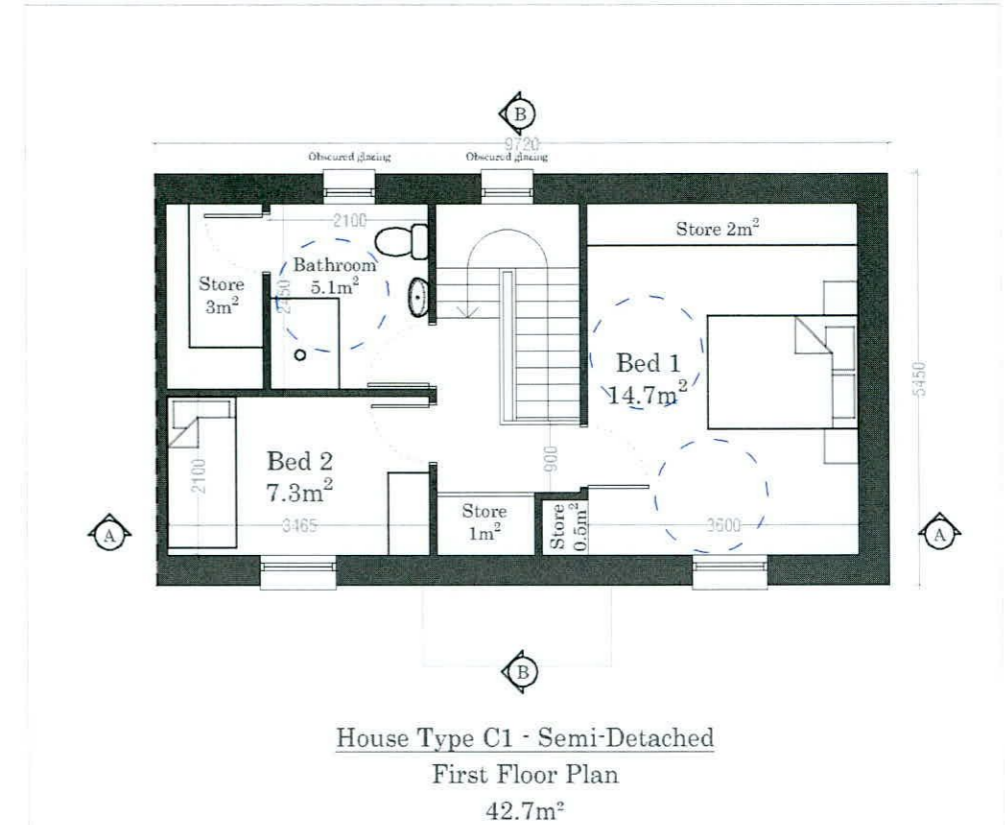 B
9720
Obscured glazing
Obscured glazing
2100
Store 2m²
Bathroom
5.1m²
Store
3m²
2450
Bed 1
14.7m²
5450
Bed 2
7.3m²
2100
900
3465
Store
1m²
Store
0.5m²
3600
A
A
B
House Type C1 - Semi-Detached
First Floor Plan
42.7m²